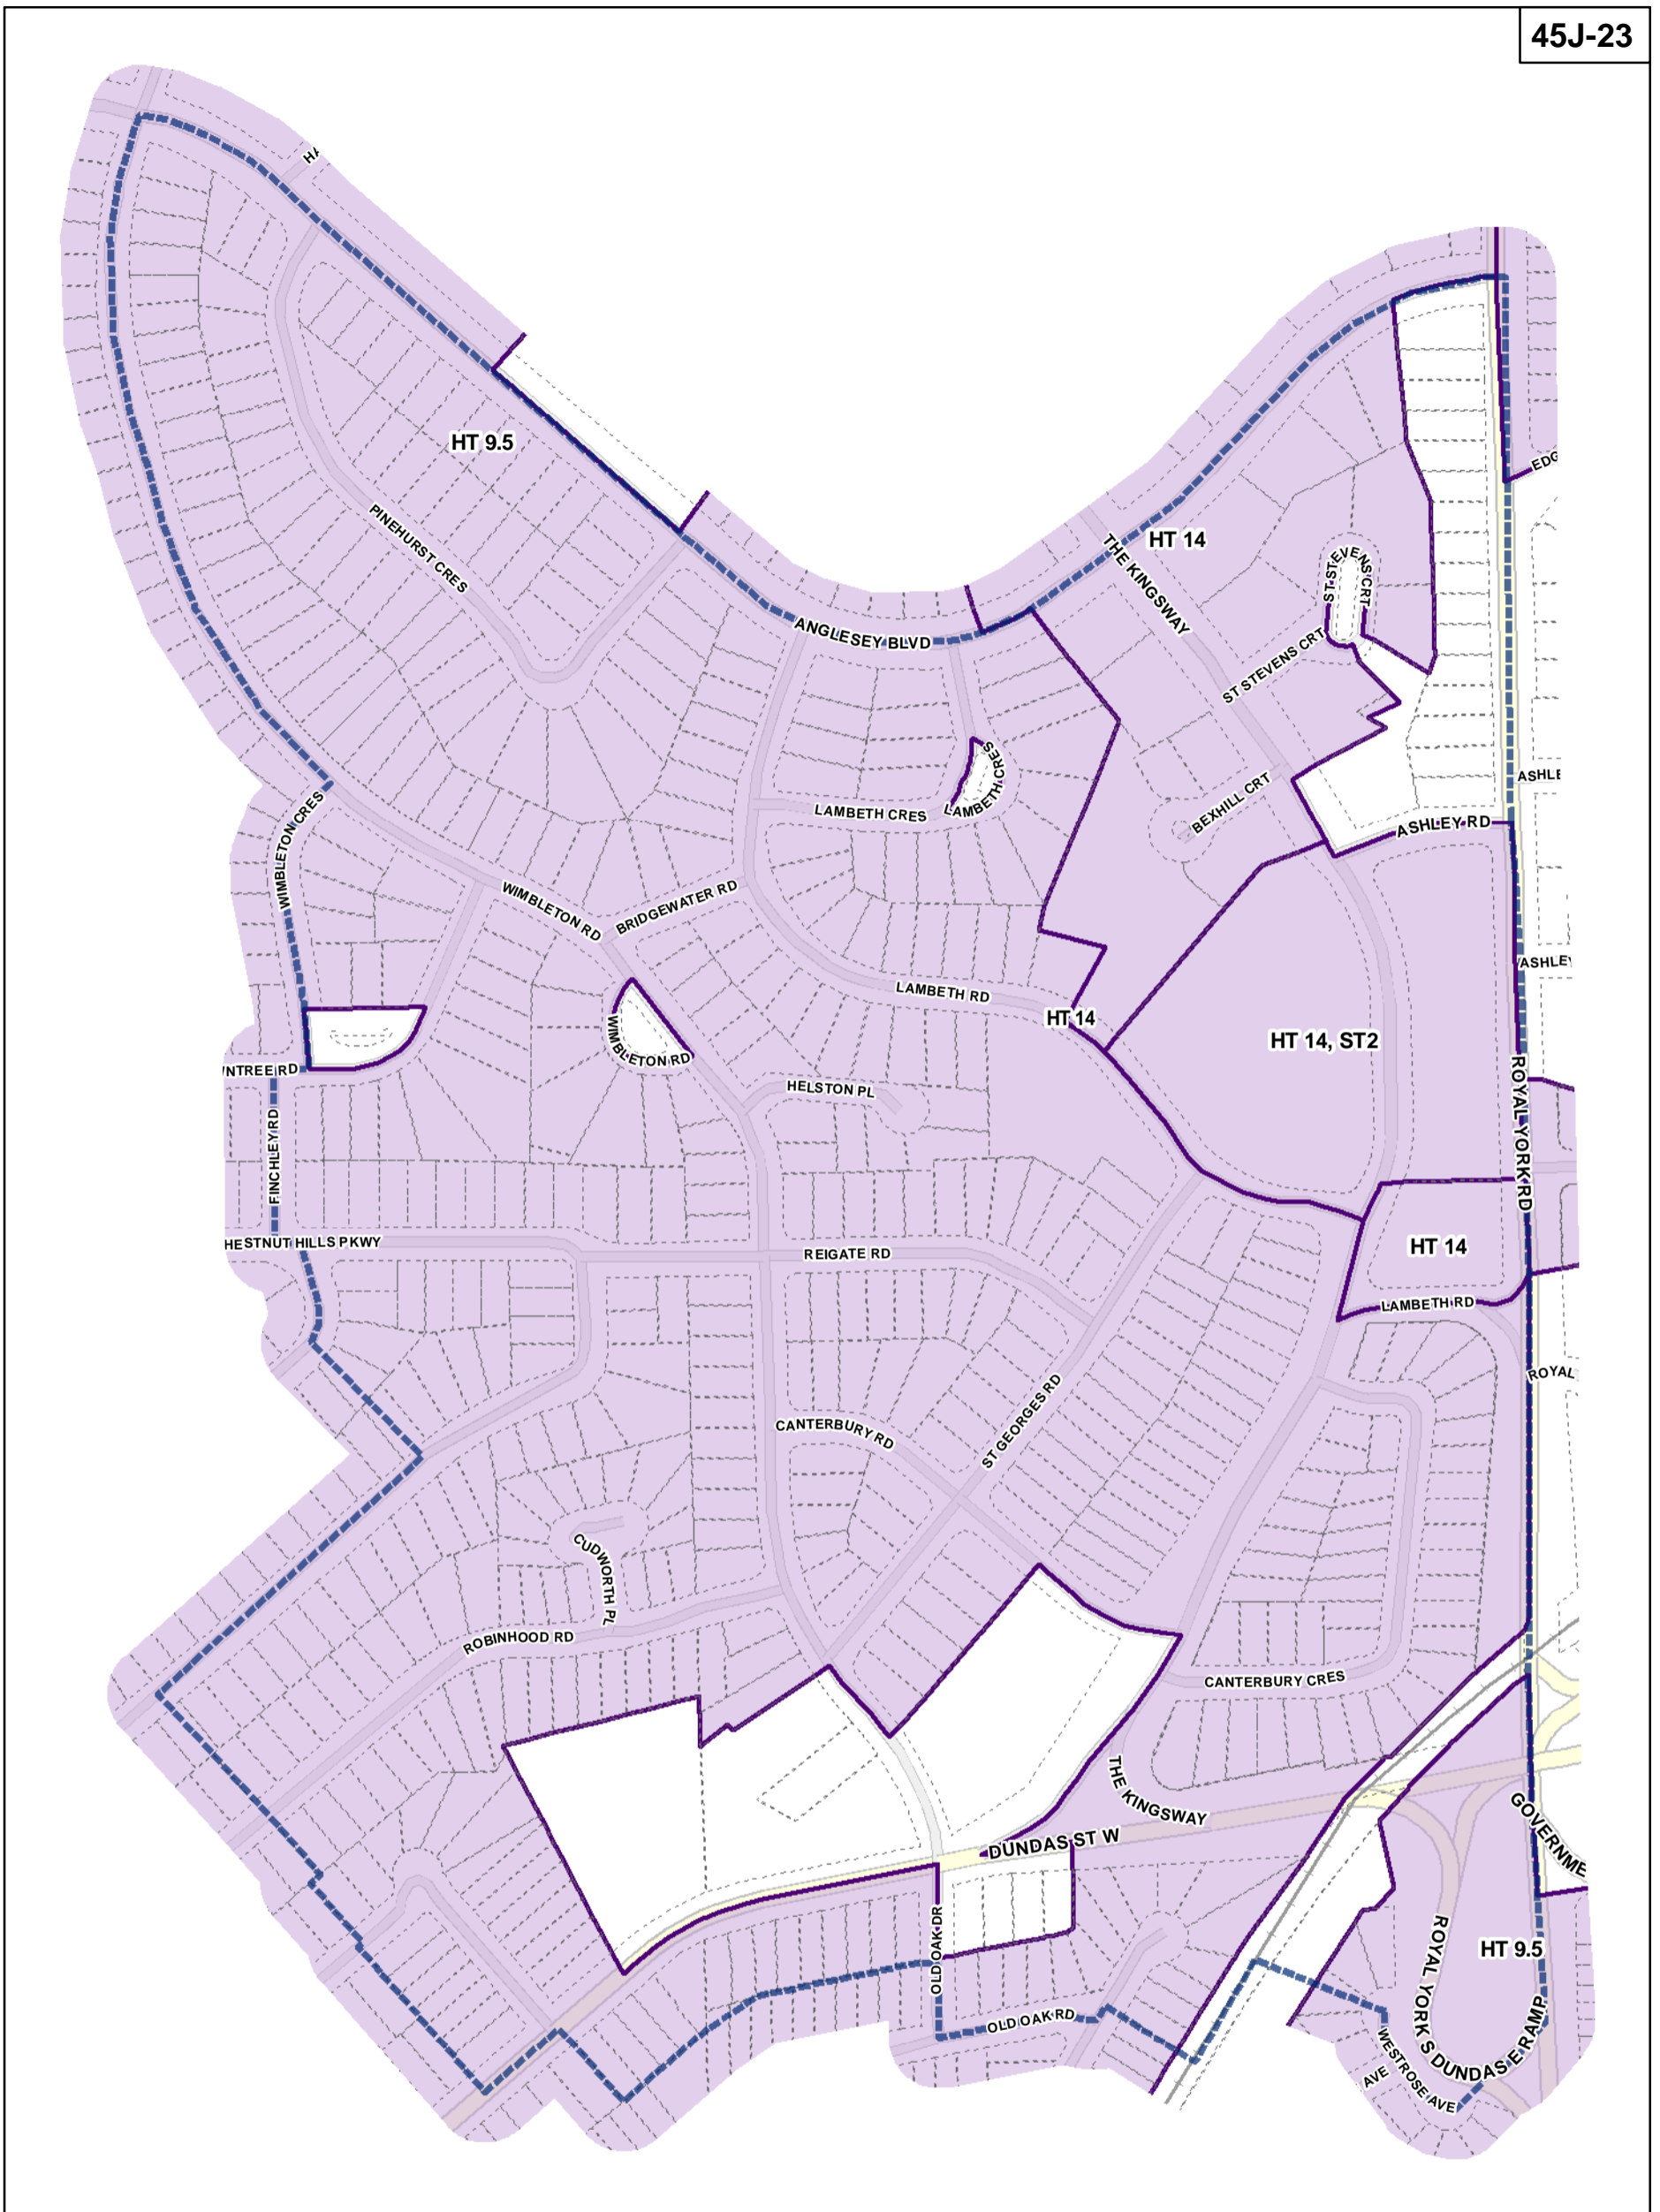 45J-23
HA
HT 9.5
PINEHURST CRES
ANGLESEY BLVD
THE KINGSWAY
HT 14
EDG
ST STEVENS CRT
ST STEVENS CRT
LAMBETH CRES
LAMBETH CRES
BEXHILL CRT
ASHLE
ASHLEY RD
WIMBLETON CRES
WIMBLETON RD
BRIDGEWATER RD
ASHLEY
LAMBETH RD
HT 14
HT 14, ST2
WIMBLETON RD
NTREE RD
HELSTON PL
FINCHLEY RD
ROYAL YORK RD
HESTNUT HILLS PKWY
REIGATE RD
HT 14
LAMBETH RD
ROYAL
CANTERBURY RD
ST GEORGES RD
CUDWORTH PL
ROBINHOOD RD
CANTERBURY CRES
THE KINGSWAY
DUNDAS ST W
GOVERNME
OLD OAK DR
HT 9.5
ROYAL YORK S DUNDAS E RAMP
OLD OAK RD
WESTROSE AVE
AVE